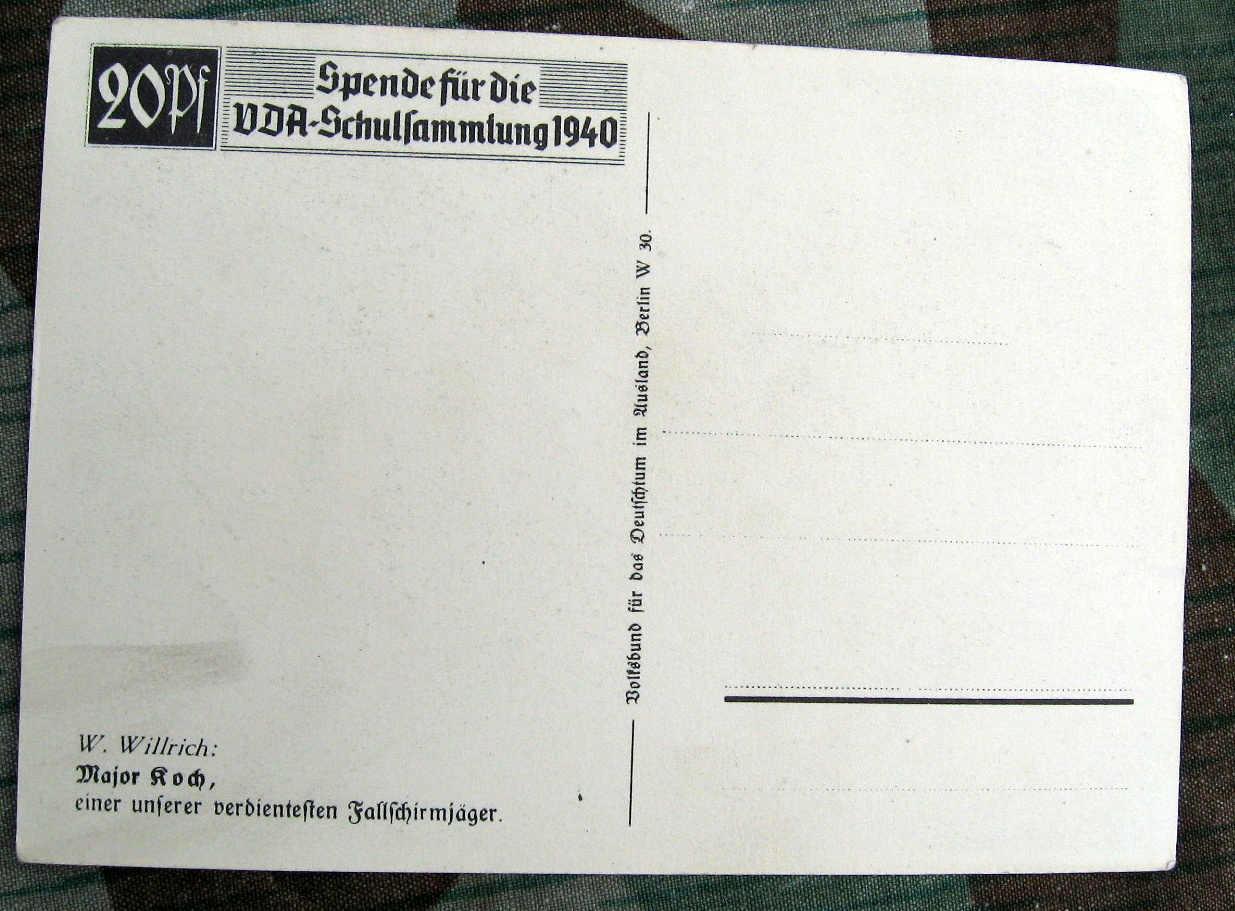 20Pf
Spende für die
VDA-Schulſammlung 1940
Volksbund für das Deutſchtum im Ausland, Berlin W 30.
W. Willrich:
Major Koch,
einer unſerer verdienteſten Fallſchirmjäger.